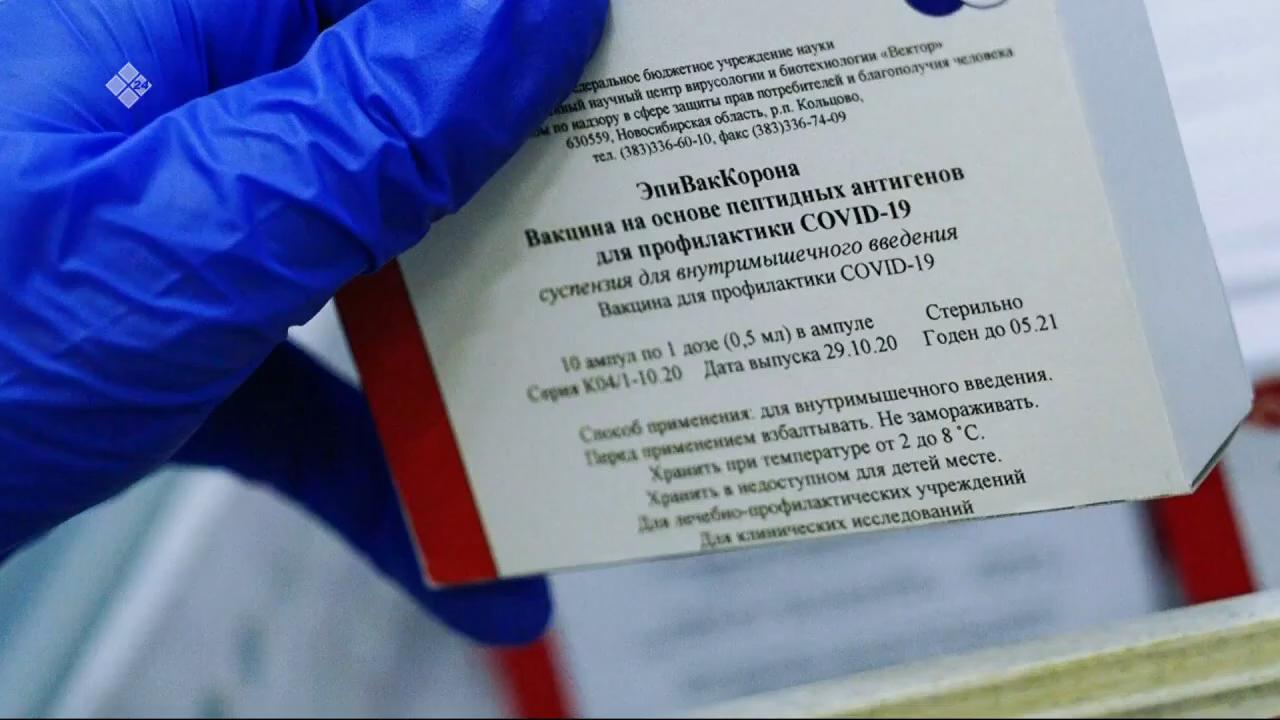 24
бюджетное учреждение науки
научный центр вирусологии и биотехнологии «Вектор»
по надзору в сфере защиты прав потребителей и благополучия человека
630559, Новосибирская область, р.п. Кольцово,
тел. (383)336-60-10, факс (383)336-74-09
ЭпиВакКорона
Вакцина на основе пептидных антигенов
для профилактики COVID-19
суспензия для внутримышечного введения
Вакцина для профилактики COVID-19
10 ампул по 1 дозе (0,5 мл) в ампуле Стерильно
Серия К04/1-10.20 Дата выпуска 29.10.20 Годен до 05.21
Способ применения: для внутримышечного введения.
Перед применением взбалтывать. Не замораживать.
Хранить при температуре от 2 до 8 °С.
Хранить в недоступном для детей месте.
Для лечебно-профилактических учреждений
Для клинических исследований